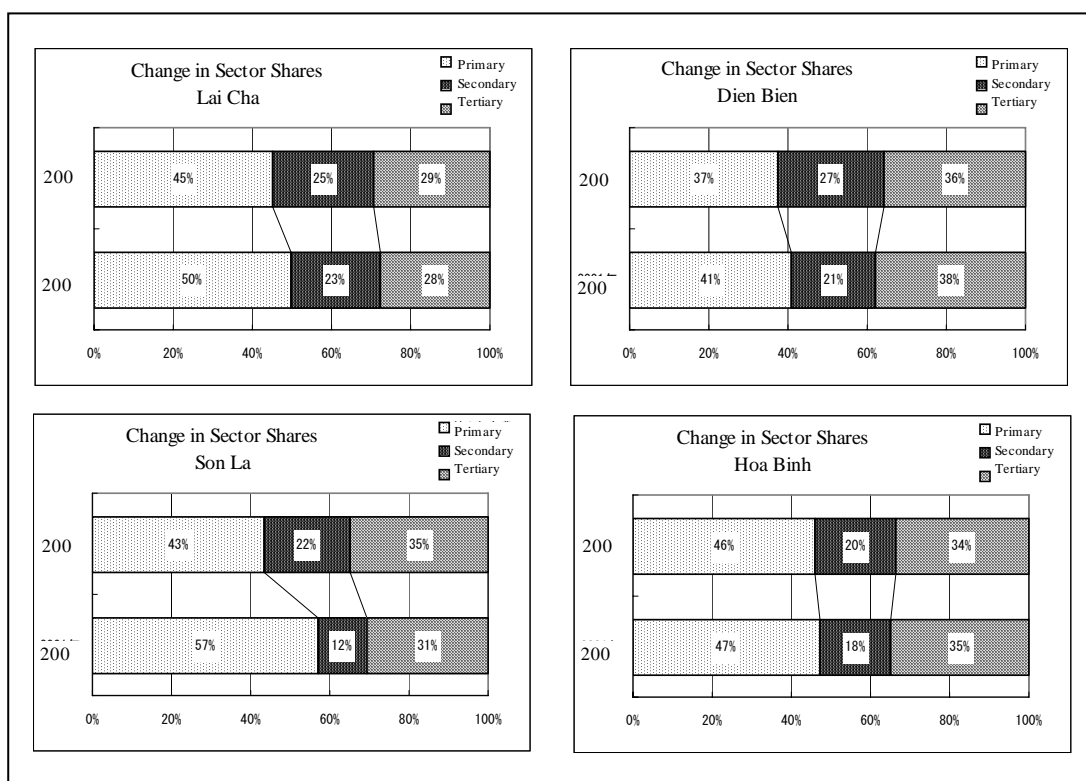 Change in Sector Shares
Lai Cha
Primary
Secondary
Tertiary
200
45%
25%
29%
200
50%
23%
28%
0%
20%
40%
60%
80%
100%
Change in Sector Shares
Dien Bien
Primary
Secondary
Tertiary
200
37%
27%
36%
200
41%
21%
38%
0%
20%
40%
60%
80%
100%
Change in Sector Shares
Son La
Primary
Secondary
Tertiary
200
43%
22%
35%
200
57%
12%
31%
0%
20%
40%
60%
80%
100%
Change in Sector Shares
Hoa Binh
Primary
Secondary
Tertiary
200
46%
20%
34%
200
47%
18%
35%
0%
20%
40%
60%
80%
100%